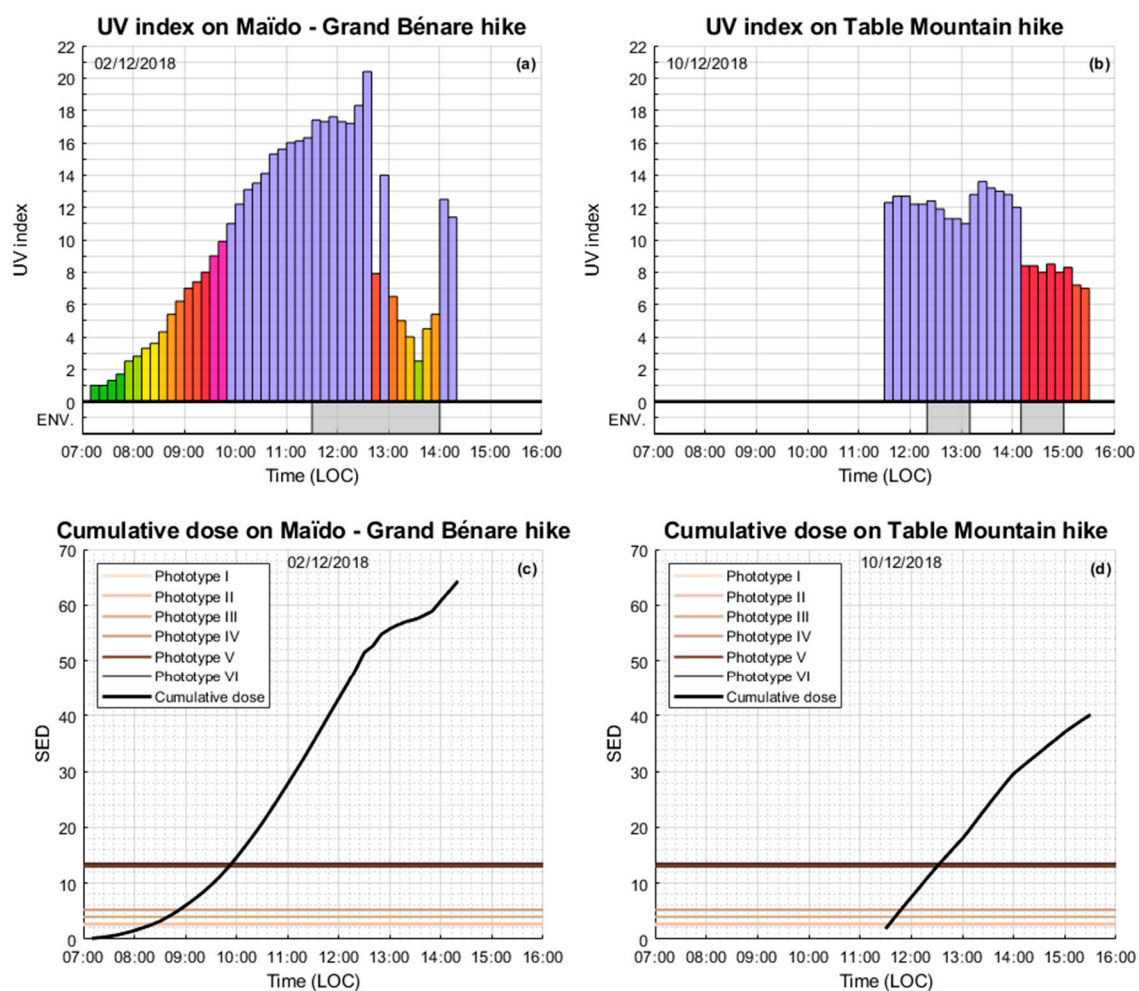 UV index on Maïdo - Grand Bénare hike
02/12/2018
(a)
22
20
18
16
14
12
10
8
6
4
2
0
UV index
ENV.
07:00 08:00 09:00 10:00 11:00 12:00 13:00 14:00 15:00 16:00
Time (LOC)
UV index on Table Mountain hike
10/12/2018
(b)
22
20
18
16
14
12
10
8
6
4
2
0
UV index
ENV.
07:00 08:00 09:00 10:00 11:00 12:00 13:00 14:00 15:00 16:00
Time (LOC)
Cumulative dose on Maïdo - Grand Bénare hike
02/12/2018
(c)
70
60
50
40
30
20
10
0
SED
Phototype I
Phototype II
Phototype III
Phototype IV
Phototype V
Phototype VI
Cumulative dose
07:00 08:00 09:00 10:00 11:00 12:00 13:00 14:00 15:00 16:00
Time (LOC)
Cumulative dose on Table Mountain hike
10/12/2018
(d)
70
60
50
40
30
20
10
0
SED
Phototype I
Phototype II
Phototype III
Phototype IV
Phototype V
Phototype VI
Cumulative dose
07:00 08:00 09:00 10:00 11:00 12:00 13:00 14:00 15:00 16:00
Time (LOC)